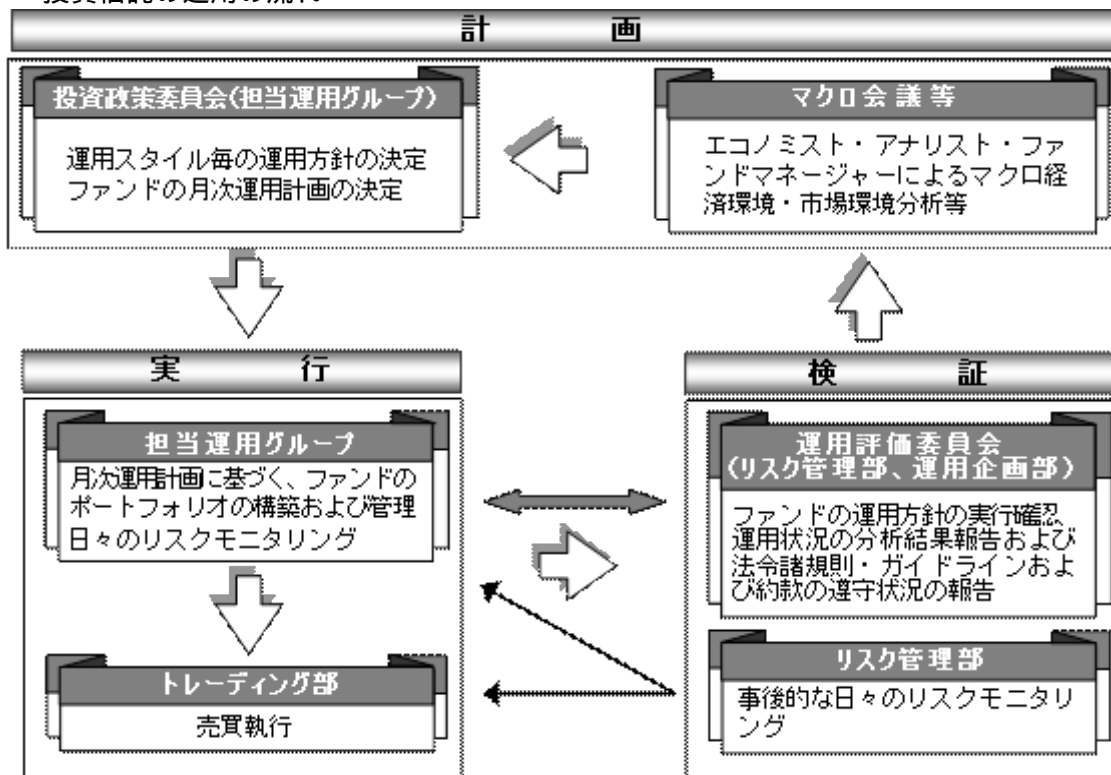 投資信託の運用の流れ
計 画
投資政策委員会(担当運用グループ)
運用スタイル毎の運用方針の決定
ファンドの月次運用計画の決定
マクロ会議等
エコノミスト・アナリスト・ファ
ンドマネージャーによるマクロ経
済環境・市場環境分析等
実 行
担当運用グループ
月次運用計画に基づく、ファンドの
ポートフォリオの構築および管理
日々のリスクモニタリング
トレーディング部
売買執行
検 証
運用評価委員会
(リスク管理部、運用企画部)
ファンドの運用方針の実行確認
運用状況の分析結果報告および
法令諸規則・ガイドラインおよ
び約款の遵守状況の報告
リスク管理部
事後的な日々のリスクモニタリ
ング